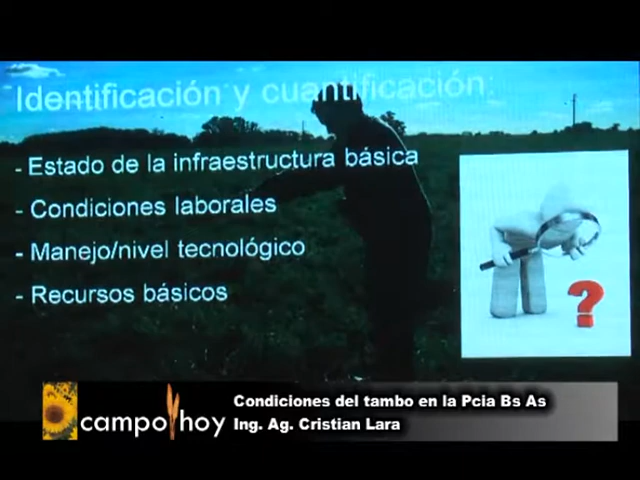 Identificación y cuantificación:
- Estado de la infraestructura básica
- Condiciones laborales
- Manejo/nivel tecnológico
- Recursos básicos
?
campo hoy
Condiciones del tambo en la Pcia Bs As
Ing. Ag. Cristian Lara